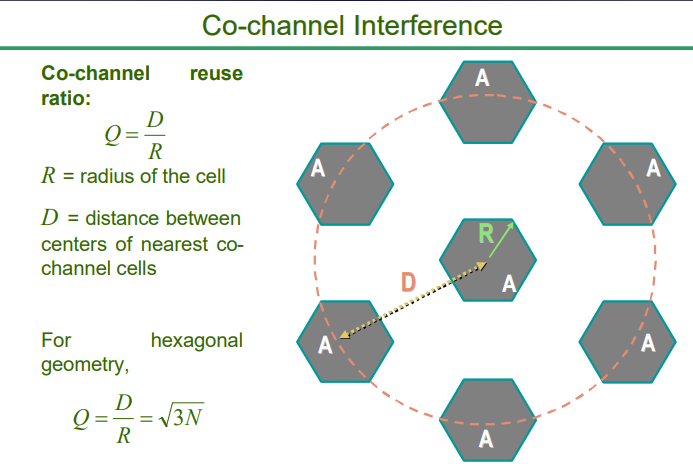 Co-channel Interference
Co-channel reuse
ratio:
Q = D/R
R = radius of the cell
D = distance between
centers of nearest co-
channel cells
For hexagonal
geometry,
Q = D/R = √3N
A
A
A
R
A
D
A
A
A